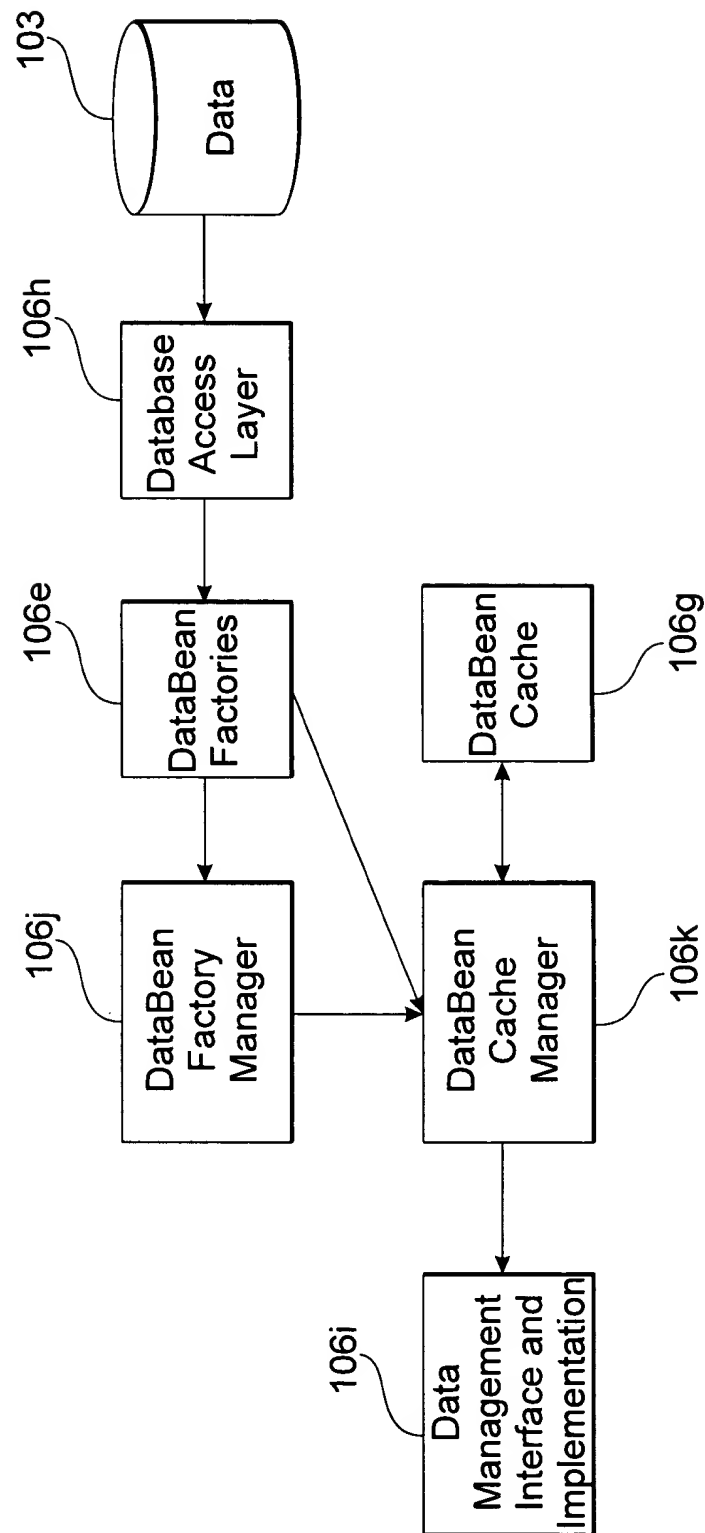 106j
106e
106h
103
DataBean
Factory
Manager
DataBean
Factories
Database
Access
Layer
Data
106i
Data
Management
Interface and
Implementation
DataBean
Cache
Manager
DataBean
Cache
106k
106g